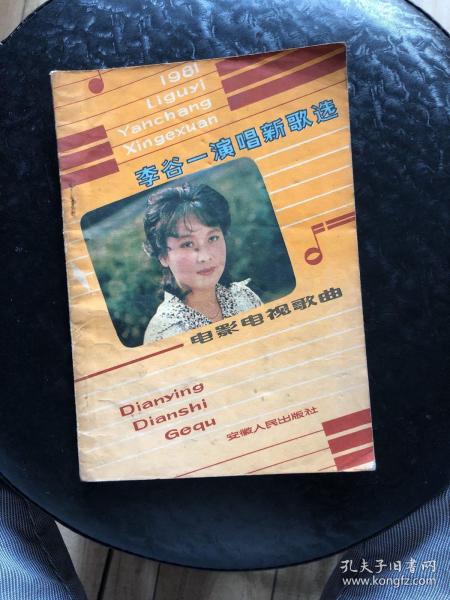 1981
Liguyi
Yanchang
Xingexuan
李谷一演唱新歌选
电影电视歌曲
Dianying
Dianshi
Gequ
安徽人民出版社
孔夫子旧书网
www.kongfz.com